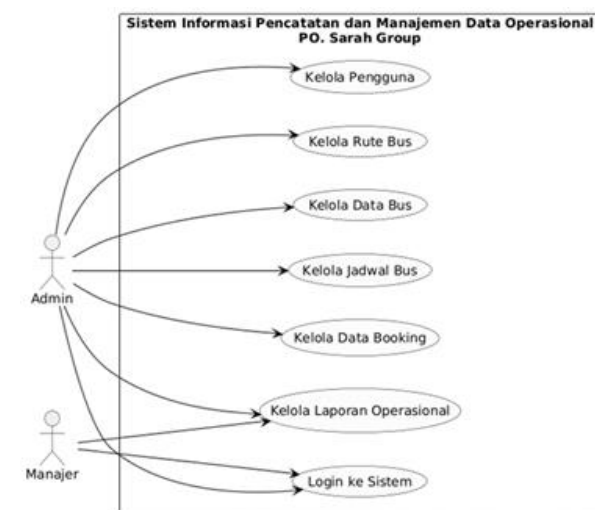 Sistem Informasi Pencatatan dan Manajemen Data Operasional
PO. Sarah Group
Kelola Pengguna
Kelola Rute Bus
Kelola Data Bus
Kelola Jadwal Bus
Admin
Kelola Data Booking
Kelola Laporan Operasional
Manajer
Login ke Sistem